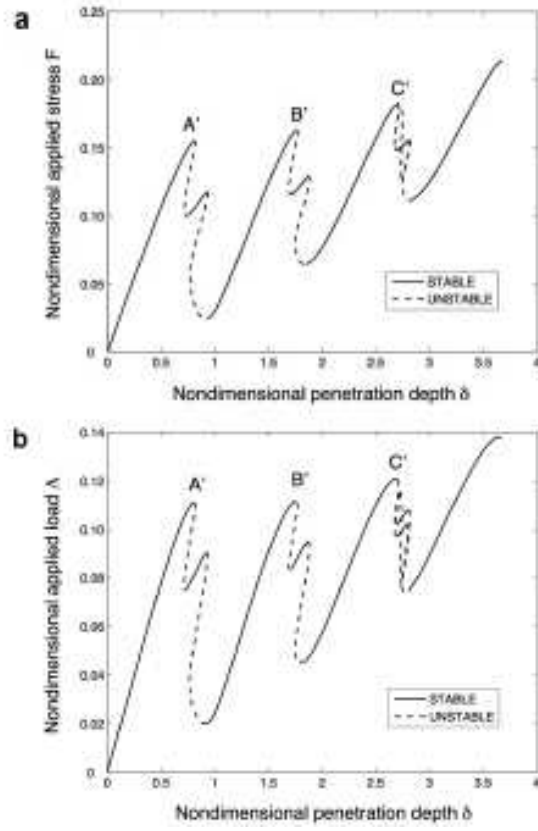 a
Nondimensional applied stress F
0.25
0.20
0.15
0.10
0.05
0
A'
B'
C'
STABLE
UNSTABLE
0 0.5 1 1.5 2 2.5 3 3.5 4
Nondimensional penetration depth δ
b
Nondimensional applied load Λ
0.14
0.12
0.10
0.08
0.06
0.04
0.02
0
A'
B'
C'
STABLE
UNSTABLE
0 0.5 1 1.5 2 2.5 3 3.5 4
Nondimensional penetration depth δ